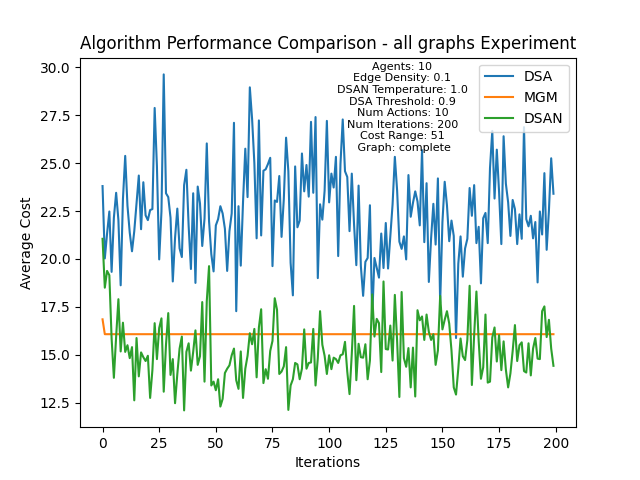 Algorithm Performance Comparison - all graphs Experiment
Agents: 10
Edge Density: 0.1
DSAN Temperature: 1.0
DSA Threshold: 0.9
Num Actions: 10
Num Iterations: 200
Cost Range: 51
Graph: complete
DSA
MGM
DSAN
Average Cost
30.0
27.5
25.0
22.5
20.0
17.5
15.0
12.5
0 25 50 75 100 125 150 175 200
Iterations